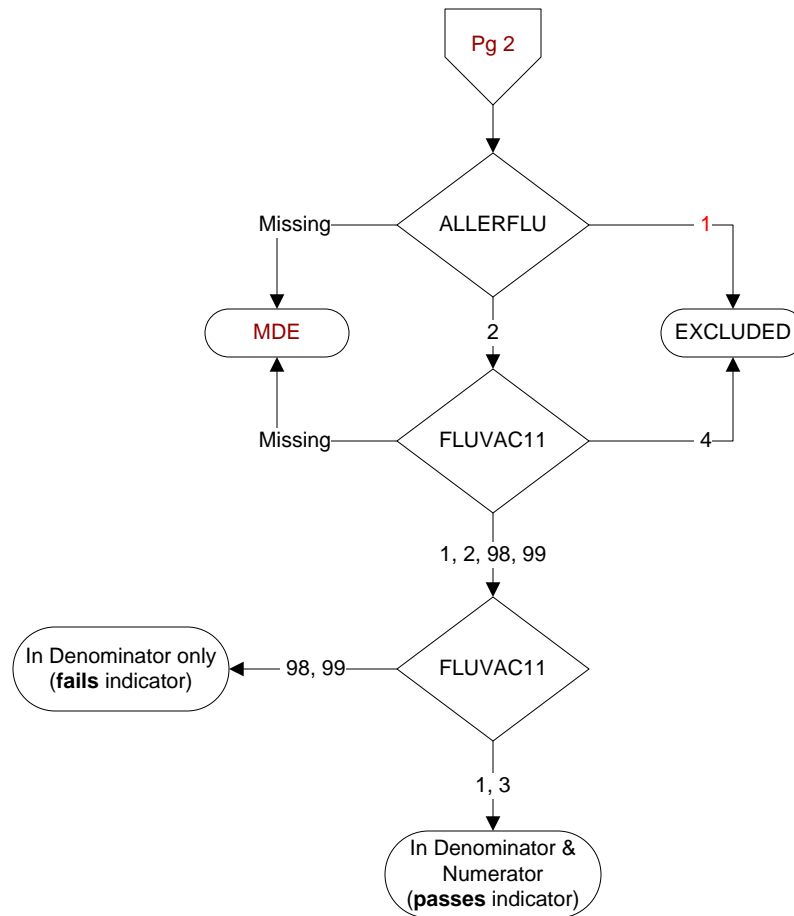 Pg 2
ALLERFLU
Missing
1
MDE
EXCLUDED
2
FLUVAC11
Missing
4
1, 2, 98, 99
FLUVAC11
98, 99
In Denominator only
(fails indicator)
1, 3
In Denominator &
Numerator
(passes indicator)